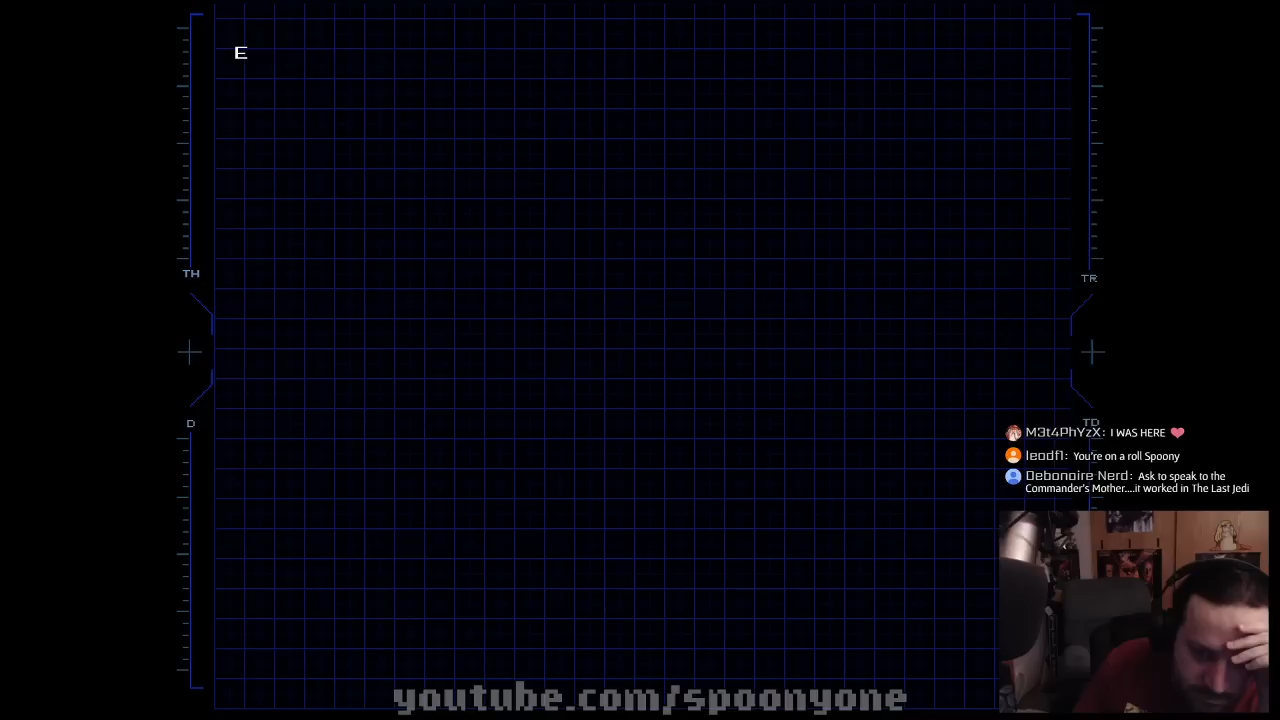 E
TH
TR
D
TD
M3t4PhYzX: I WAS HERE ❤
leodf1: You're on a roll Spoony
Debonaire Nerd: Ask to speak to the
Commander's Mother....it worked in The Last Jedi
youtube.com/spoonyone